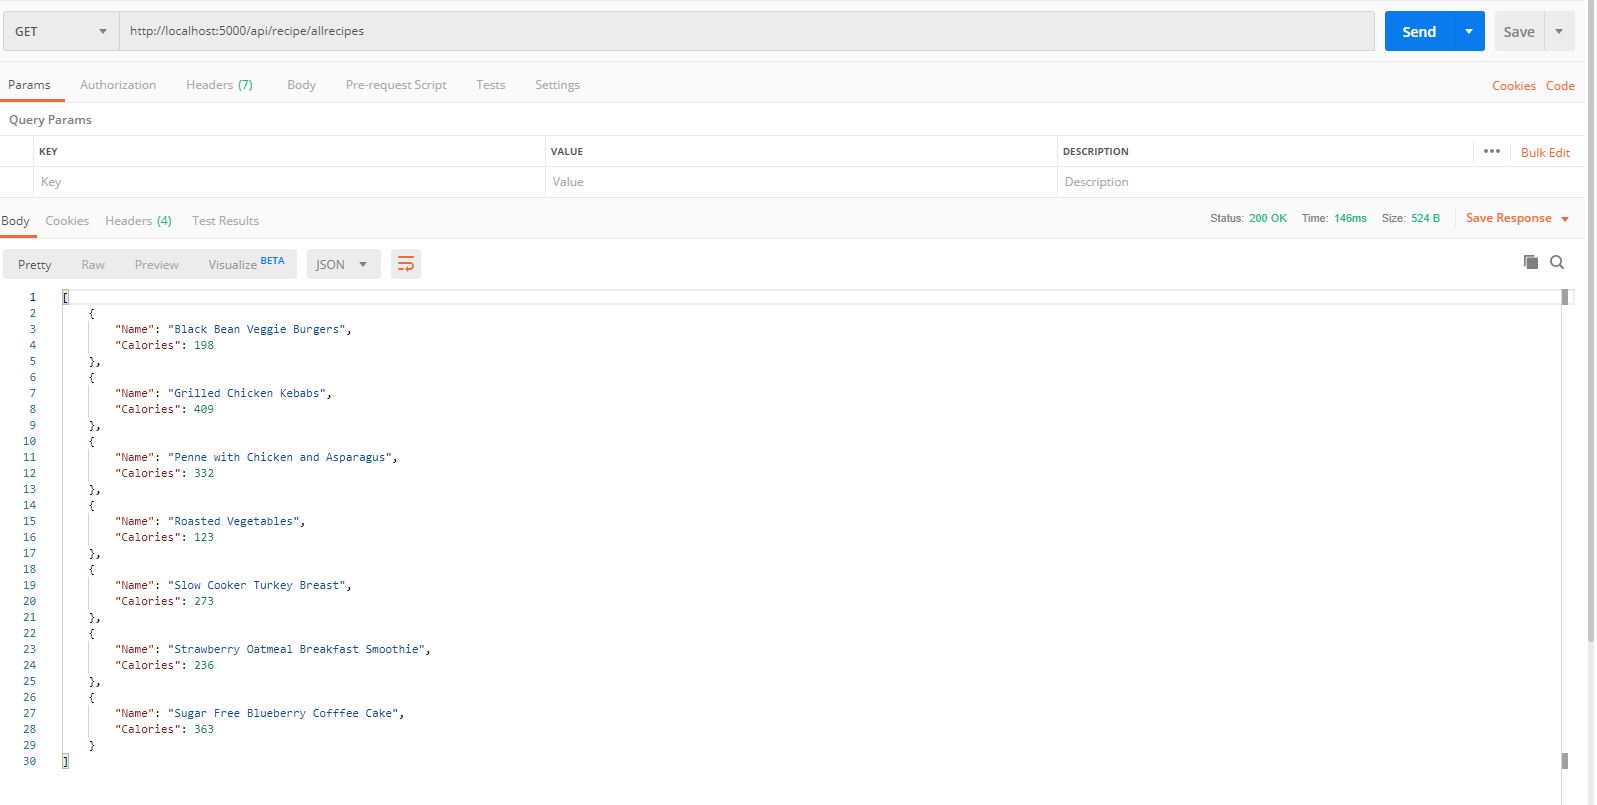 GET http://localhost:5000/api/recipe/allrecipes Send Save
Params Authorization Headers (7) Body Pre-request Script Tests Settings Cookies Code
Query Params
KEY VALUE DESCRIPTION ••• Bulk Edit
Key Value Description
Body Cookies Headers (4) Test Results Status: 200 OK Time: 146ms Size: 524 B Save Response
Pretty Raw Preview Visualize BETA JSON
1 [
2 {
3 "Name": "Black Bean Veggie Burgers",
4 "Calories": 198
5 },
6 {
7 "Name": "Grilled Chicken Kebabs",
8 "Calories": 409
9 },
10 {
11 "Name": "Penne with Chicken and Asparagus",
12 "Calories": 332
13 },
14 {
15 "Name": "Roasted Vegetables",
16 "Calories": 123
17 },
18 {
19 "Name": "Slow Cooker Turkey Breast",
20 "Calories": 273
21 },
22 {
23 "Name": "Strawberry Oatmeal Breakfast Smoothie",
24 "Calories": 236
25 },
26 {
27 "Name": "Sugar Free Blueberry Cofffee Cake",
28 "Calories": 363
29 }
30 ]